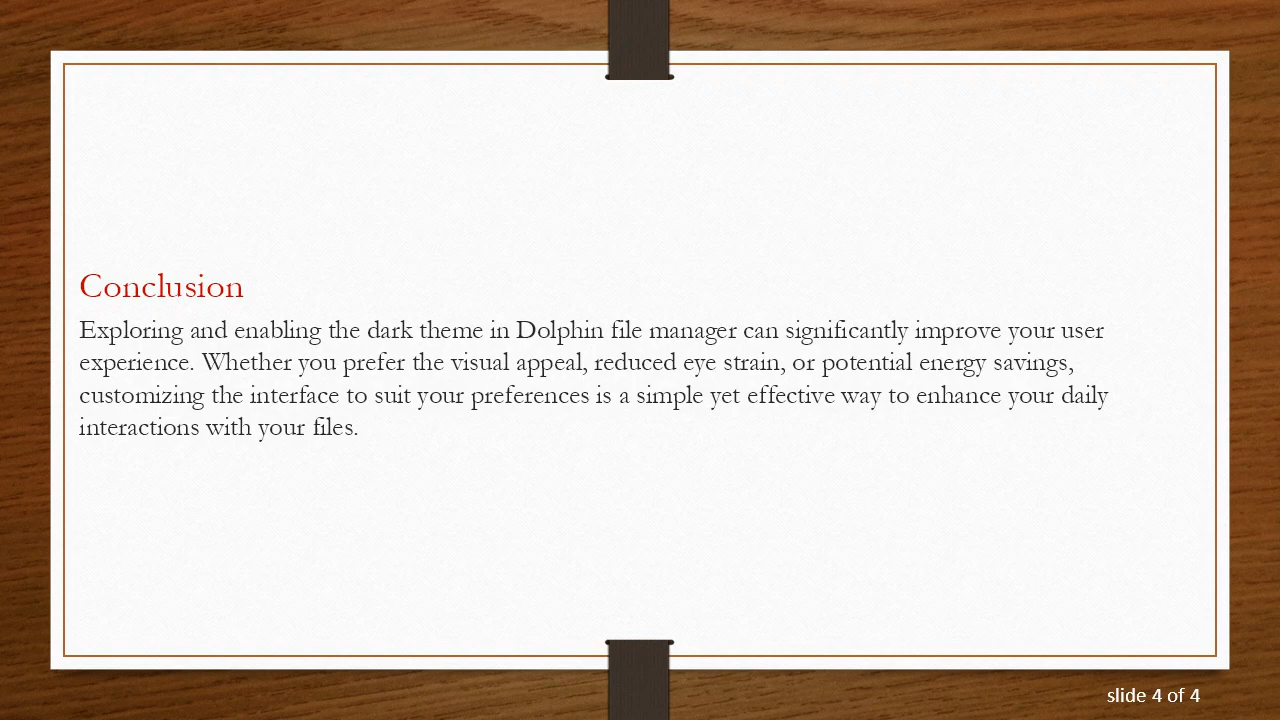 Conclusion
Exploring and enabling the dark theme in Dolphin file manager can significantly improve your user
experience. Whether you prefer the visual appeal, reduced eye strain, or potential energy savings,
customizing the interface to suit your preferences is a simple yet effective way to enhance your daily
interactions with your files.
slide 4 of 4